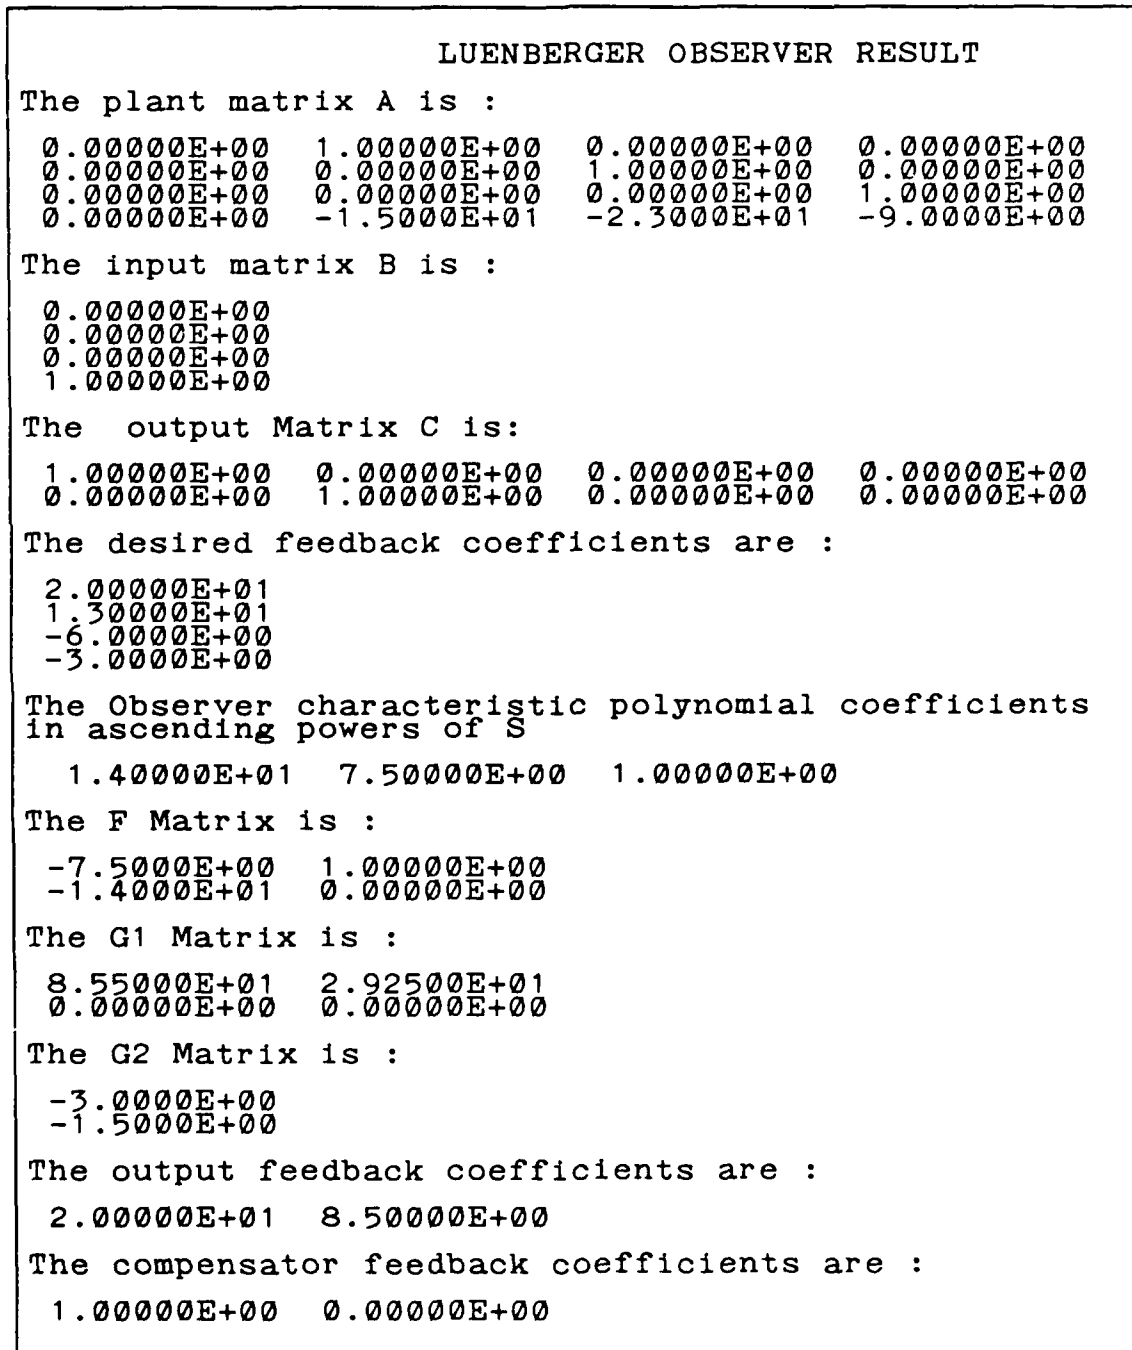 LUENBERGER OBSERVER RESULT
The plant matrix A is :
0.00000E+00 1.00000E+00 0.00000E+00 0.00000E+00
0.00000E+00 0.00000E+00 1.00000E+00 0.00000E+00
0.00000E+00 0.00000E+00 0.00000E+00 1.00000E+00
0.00000E+00 -1.5000E+01 -2.3000E+01 -9.0000E+00
The input matrix B is :
0.00000E+00
0.00000E+00
0.00000E+00
1.00000E+00
The output Matrix C is:
1.00000E+00 0.00000E+00 0.00000E+00 0.00000E+00
0.00000E+00 1.00000E+00 0.00000E+00 0.00000E+00
The desired feedback coefficients are :
2.00000E+01
1.30000E+01
-6.0000E+00
-3.0000E+00
The Observer characteristic polynomial coefficients
in ascending powers of S
1.40000E+01 7.50000E+00 1.00000E+00
The F Matrix is :
-7.5000E+00 1.00000E+00
-1.4000E+01 0.00000E+00
The G1 Matrix is :
8.55000E+01 2.92500E+01
0.00000E+00 0.00000E+00
The G2 Matrix is :
-3.0000E+00
-1.5000E+00
The output feedback coefficients are :
2.00000E+01 8.50000E+00
The compensator feedback coefficients are :
1.00000E+00 0.00000E+00